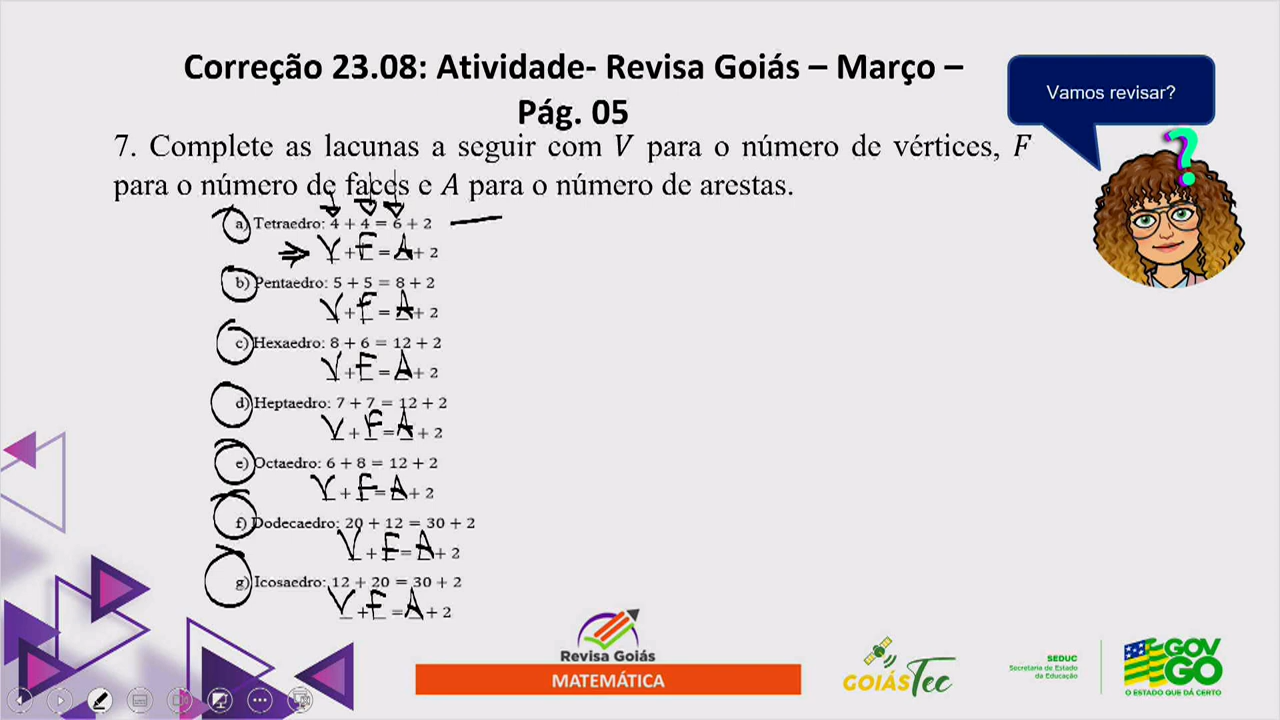 Correção 23.08: Atividade- Revisa Goiás – Março –
Pág. 05
Vamos revisar?
7. Complete as lacunas a seguir com V para o número de vértices, F
para o número de faces e A para o número de arestas.
a) Tetraedro: 4 + 4 = 6 + 2
V + F = A + 2
b) Pentaedro: 5 + 5 = 8 + 2
V + F = A + 2
c) Hexaedro: 8 + 6 = 12 + 2
V + F = A + 2
d) Heptaedro: 7 + 7 = 12 + 2
V + F = A + 2
e) Octaedro: 6 + 8 = 12 + 2
V + F = A + 2
f) Dodecaedro: 20 + 12 = 30 + 2
V + F = A + 2
g) Icosaedro: 12 + 20 = 30 + 2
V + F = A + 2
Revisa Goiás
MATEMÁTICA
GOIÁS TEC
SEDUC
Secretaria de Estado
da Educação
GOV
GO
O ESTADO QUE DÁ CERTO